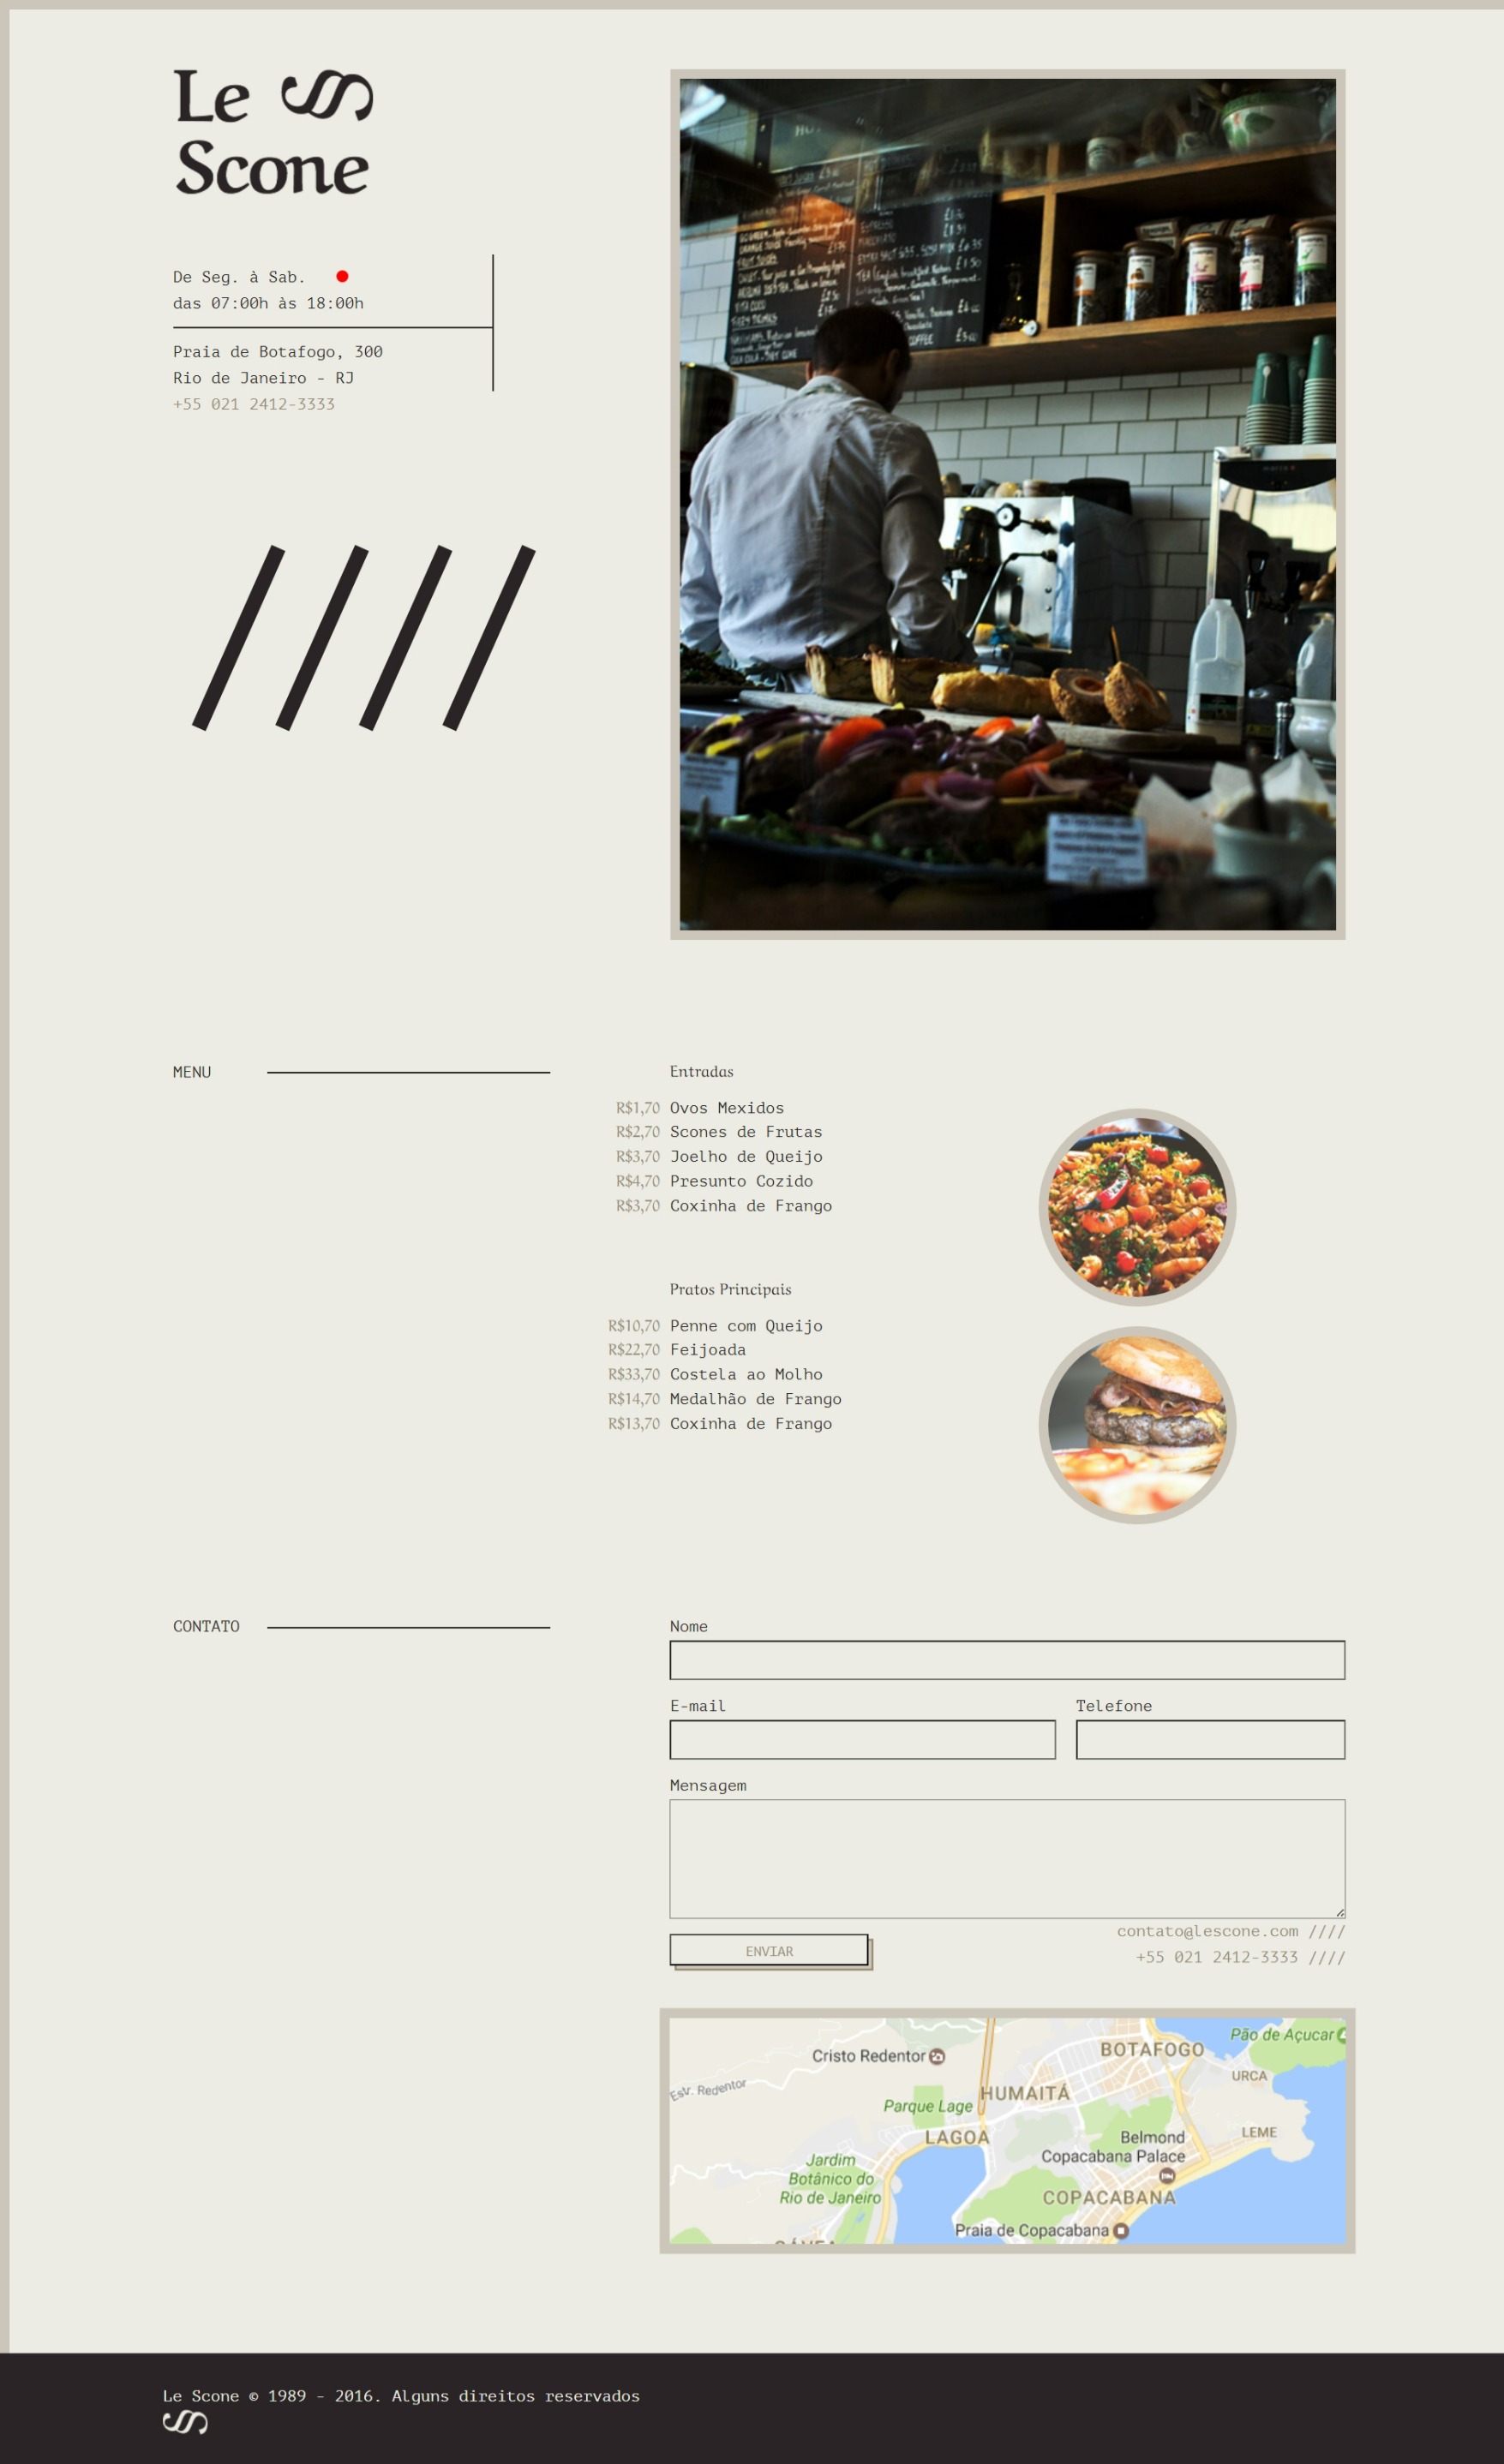 Le
Scone
De Seg. à Sab.
das 07:00h às 18:00h
Praia de Botafogo, 300
Rio de Janeiro - RJ
+55 021 2412-3333
MENU
Entradas
R$1,70 Ovos Mexidos
R$2,70 Scones de Frutas
R$3,70 Joelho de Queijo
R$4,70 Presunto Cozido
R$3,70 Coxinha de Frango
Pratos Principais
R$10,70 Penne com Queijo
R$22,70 Feijoada
R$33,70 Costela ao Molho
R$14,70 Medalhão de Frango
R$13,70 Coxinha de Frango
CONTATO
Nome
E-mail Telefone
Mensagem
ENVIAR
contato@lescone.com ////
+55 021 2412-3333 ////
Pão de Açucar
BOTAFOGO
Cristo Redentor
URCA
Esv. Redentor
HUMAITÁ
Parque Lage
LAGOA
LEME
Belmond
Copacabana Palace
Jardim
Botânico do
Rio de Janeiro
COPACABANA
Praia de Copacabana
Le Scone © 1989 - 2016. Alguns direitos reservados